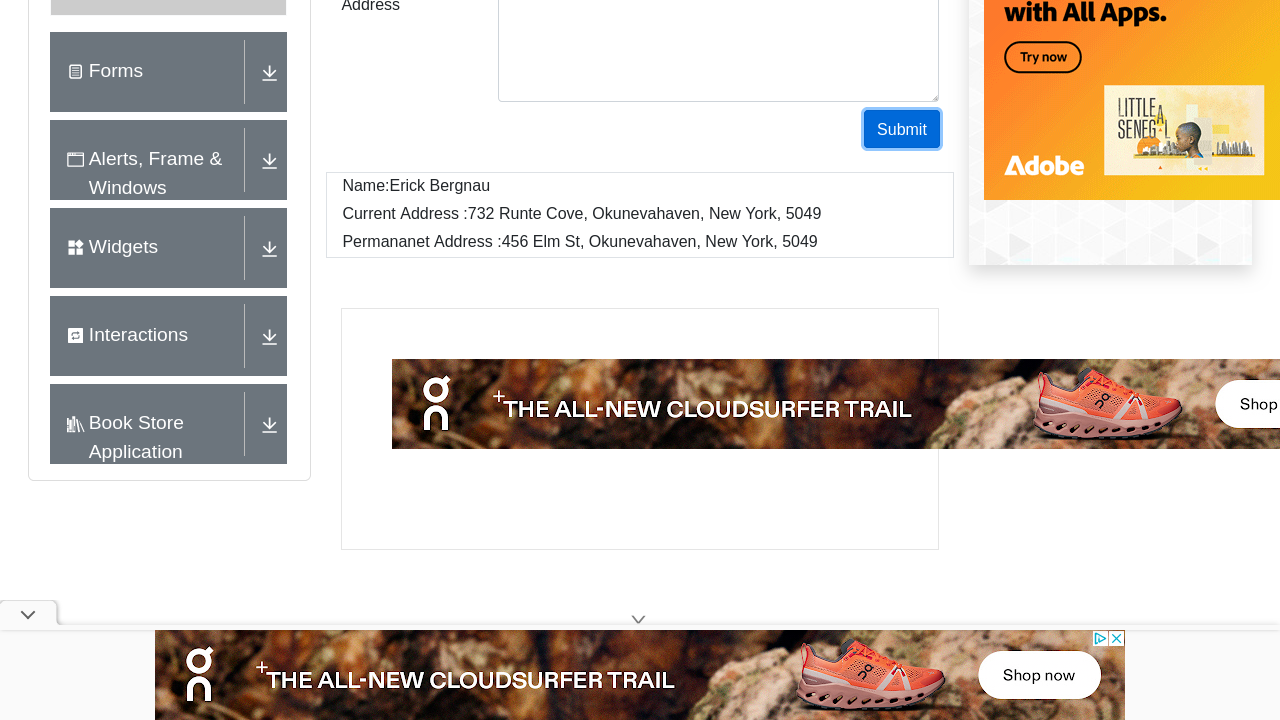 Address
with All Apps.
Try now
LITTLE
SENEGAL
Adobe
Forms
Alerts, Frame &
Windows
Widgets
Interactions
Book Store
Application
Submit
Name:Erick Bergnau
Current Address :732 Runte Cove, Okunevahaven, New York, 5049
Permananet Address :456 Elm St, Okunevahaven, New York, 5049
on
THE ALL-NEW CLOUDSURFER TRAIL
Shop
on
THE ALL-NEW CLOUDSURFER TRAIL
Shop now